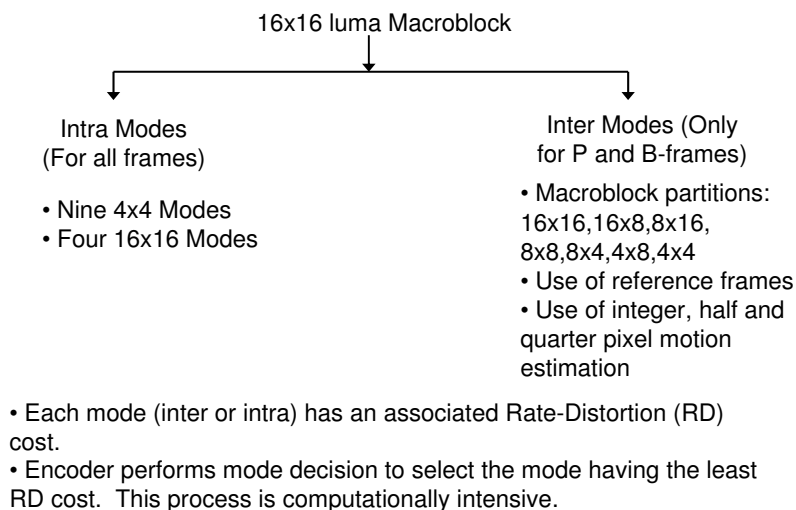 16x16 luma Macroblock
Intra Modes
(For all frames)
• Nine 4x4 Modes
• Four 16x16 Modes
Inter Modes (Only
for P and B-frames)
• Macroblock partitions:
16x16,16x8,8x16,
8x8,8x4,4x8,4x4
• Use of reference frames
• Use of integer, half and
quarter pixel motion
estimation
• Each mode (inter or intra) has an associated Rate-Distortion (RD)
cost.
• Encoder performs mode decision to select the mode having the least
RD cost. This process is computationally intensive.